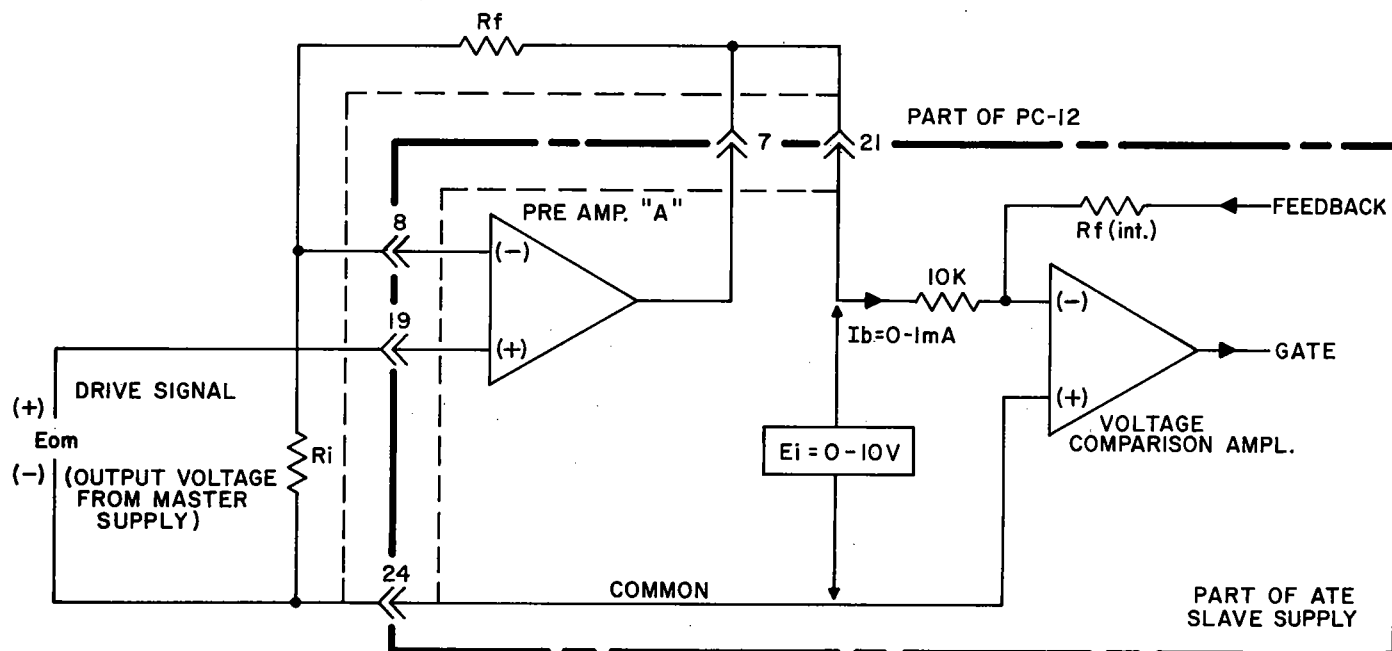 Rf
PART OF PC-12
7
21
PRE AMP. "A"
8
(-)
FEEDBACK
Rf (int.)
10K
19
(+)
Ib=0-1mA
(-)
GATE
DRIVE SIGNAL
(+)
Eom
(-)
(OUTPUT VOLTAGE
FROM MASTER
SUPPLY)
Ri
(+)
VOLTAGE
COMPARISON AMPL.
Ei = 0-10V
24
COMMON
PART OF ATE
SLAVE SUPPLY